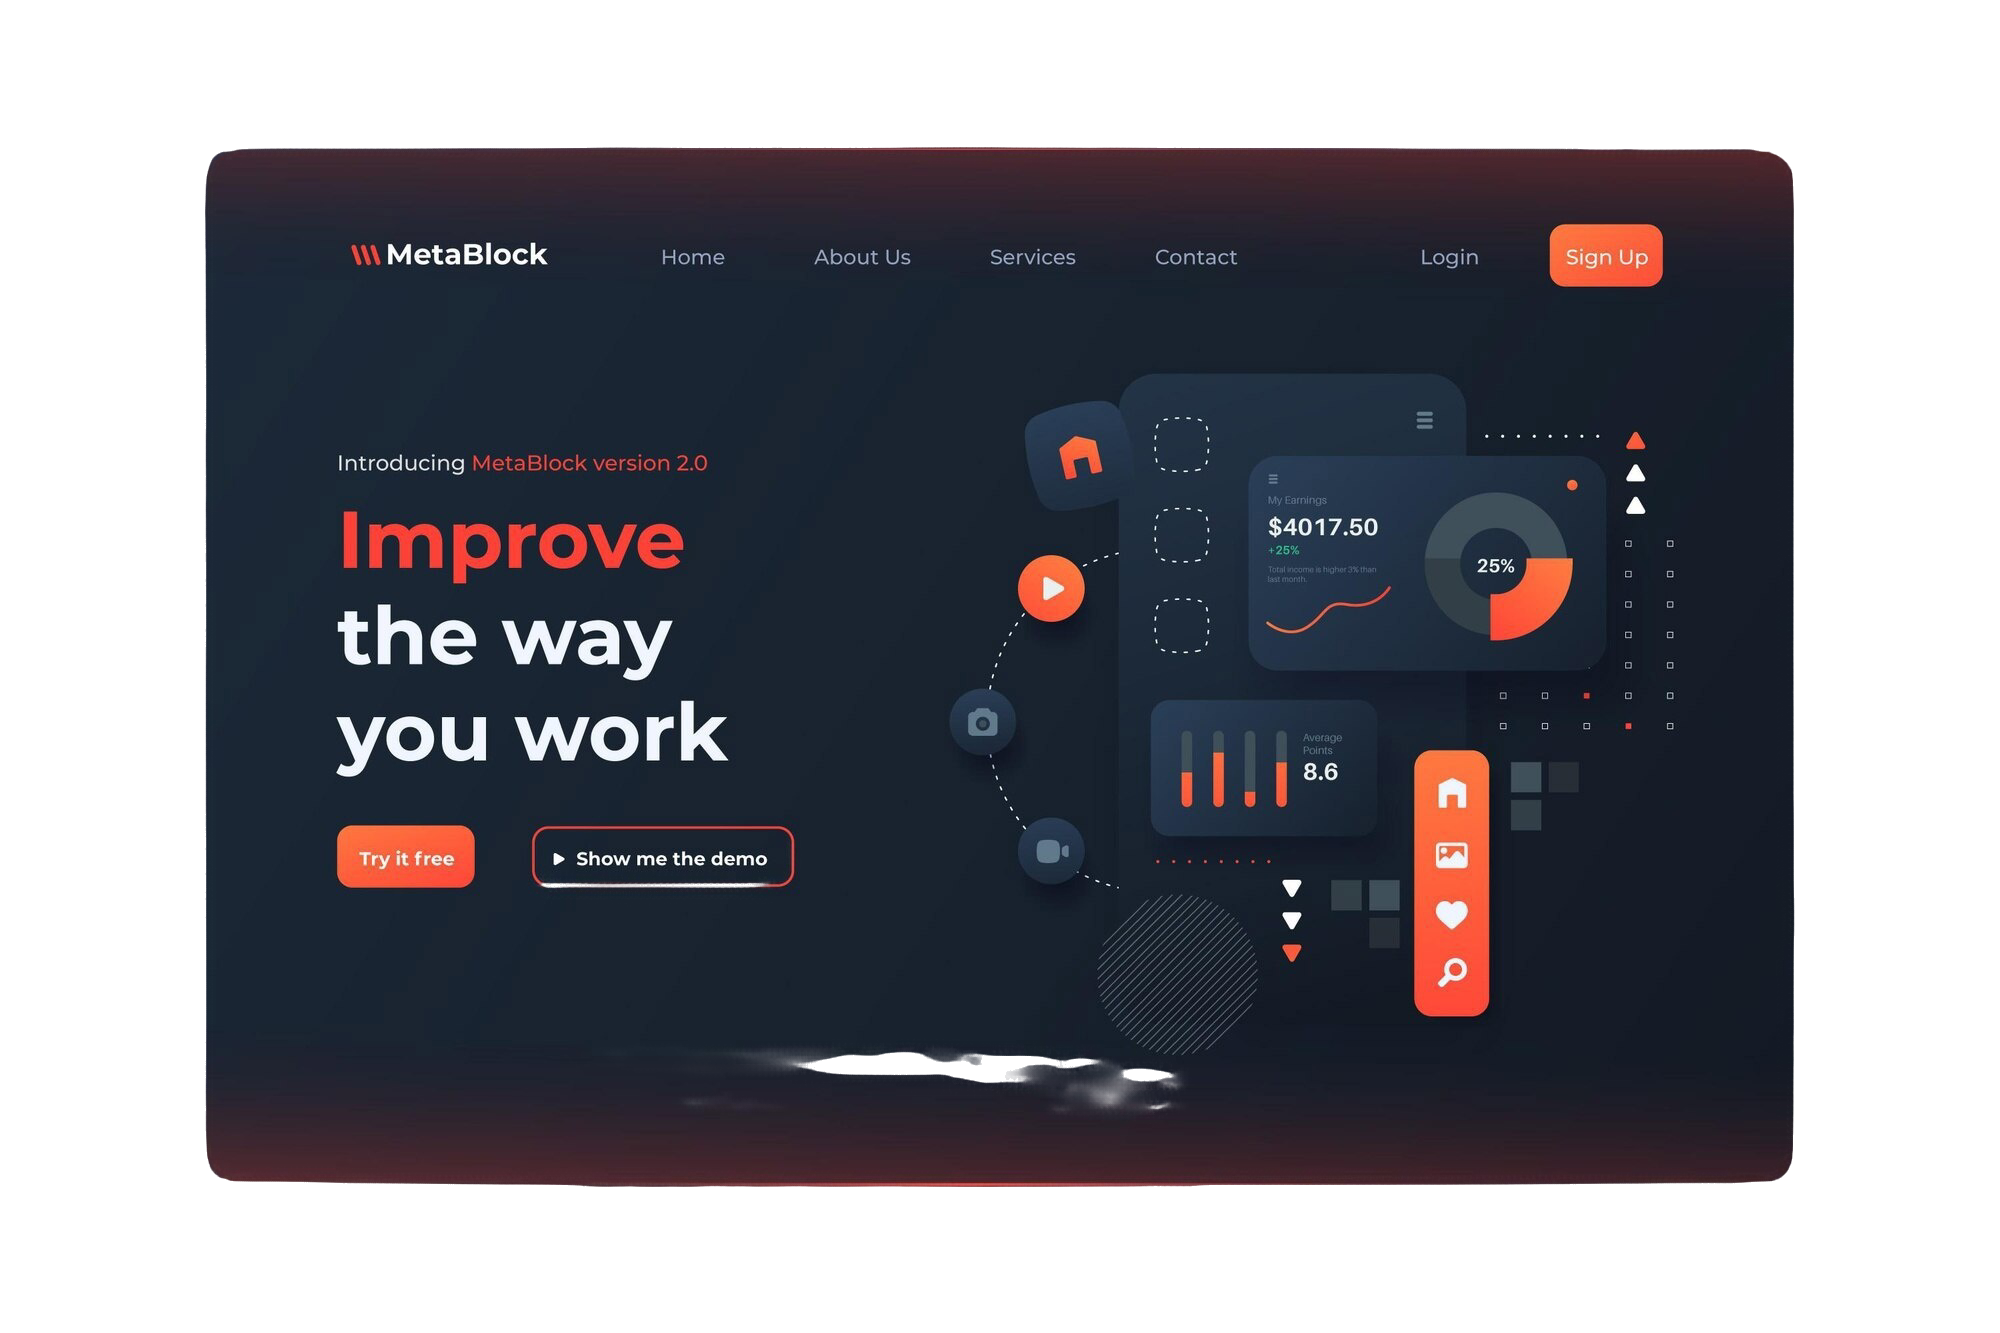 MetaBlock
Home
About Us
Services
Contact
Login
Sign Up
Introducing MetaBlock version 2.0
Improve
the way
you work
Try it free
Show me the demo
My Earnings
$4017.50
+25%
Total income is higher 3% than
last month.
25%
Average
Points
8.6